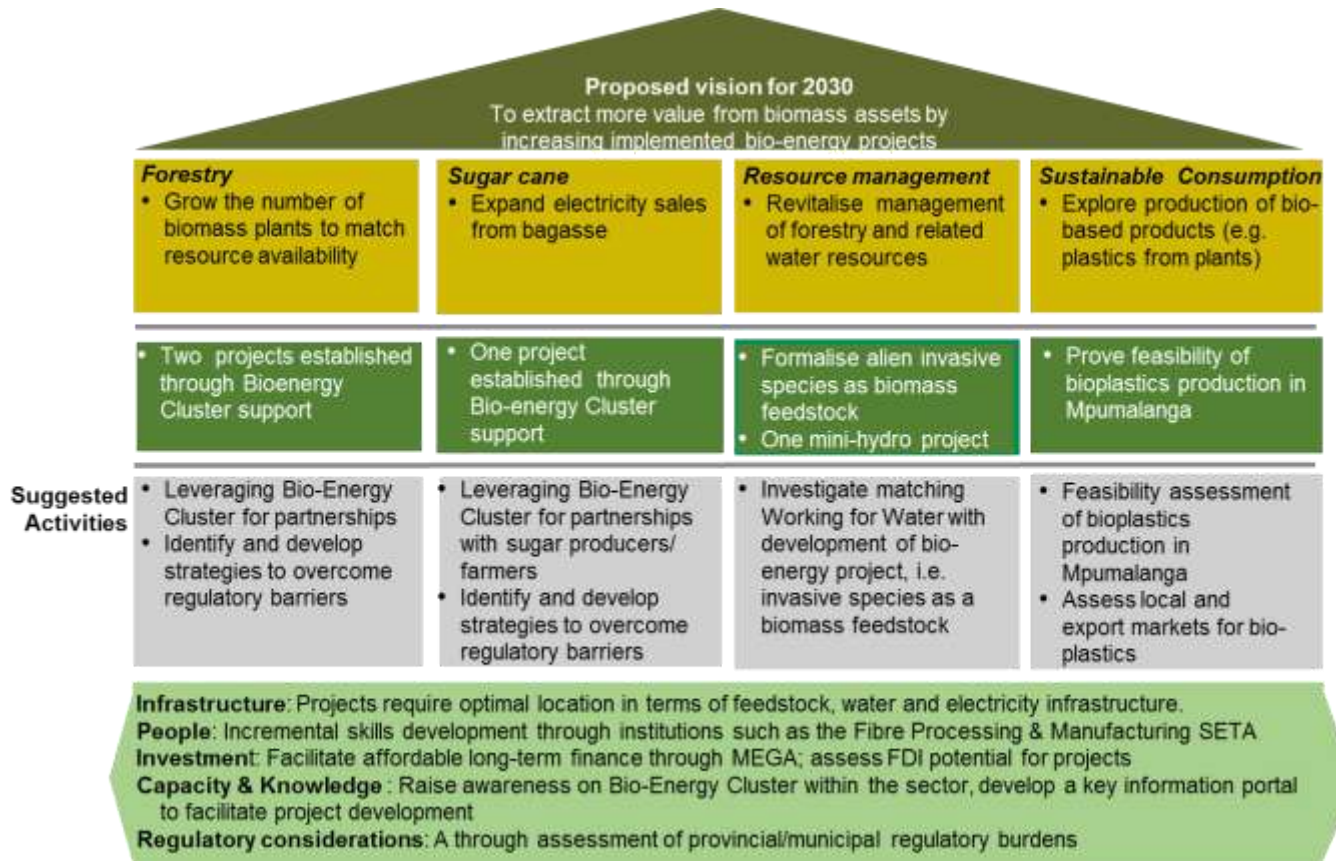 Proposed vision for 2030
To extract more value from biomass assets by
increasing implemented bio-energy projects
Forestry
• Grow the number of
biomass plants to match
resource availability
Sugar cane
• Expand electricity sales
from bagasse
Resource management
• Revitalise management
of forestry and related
water resources
Sustainable Consumption
• Explore production of bio-
based products (e.g.
plastics from plants)
• Two projects established
through Bioenergy
Cluster support
• One project
established through
Bio-energy Cluster
support
• Formalise alien invasive
species as biomass
feedstock
• One mini-hydro project
• Prove feasibility of
bioplastics production in
Mpumalanga
Suggested
Activities
• Leveraging Bio-Energy
Cluster for partnerships
• Identify and develop
strategies to overcome
regulatory barriers
• Leveraging Bio-Energy
Cluster for partnerships
with sugar producers/
farmers
• Identify and develop
strategies to overcome
regulatory barriers
• Investigate matching
Working for Water with
development of bio-
energy project, i.e.
invasive species as a
biomass feedstock
• Feasibility assessment
of bioplastics
production in
Mpumalanga
• Assess local and
export markets for bio-
plastics
Infrastructure: Projects require optimal location in terms of feedstock, water and electricity infrastructure.
People: Incremental skills development through institutions such as the Fibre Processing & Manufacturing SETA
Investment: Facilitate affordable long-term finance through MEGA; assess FDI potential for projects
Capacity & Knowledge : Raise awareness on Bio-Energy Cluster within the sector, develop a key information portal
to facilitate project development
Regulatory considerations: A through assessment of provincial/municipal regulatory burdens